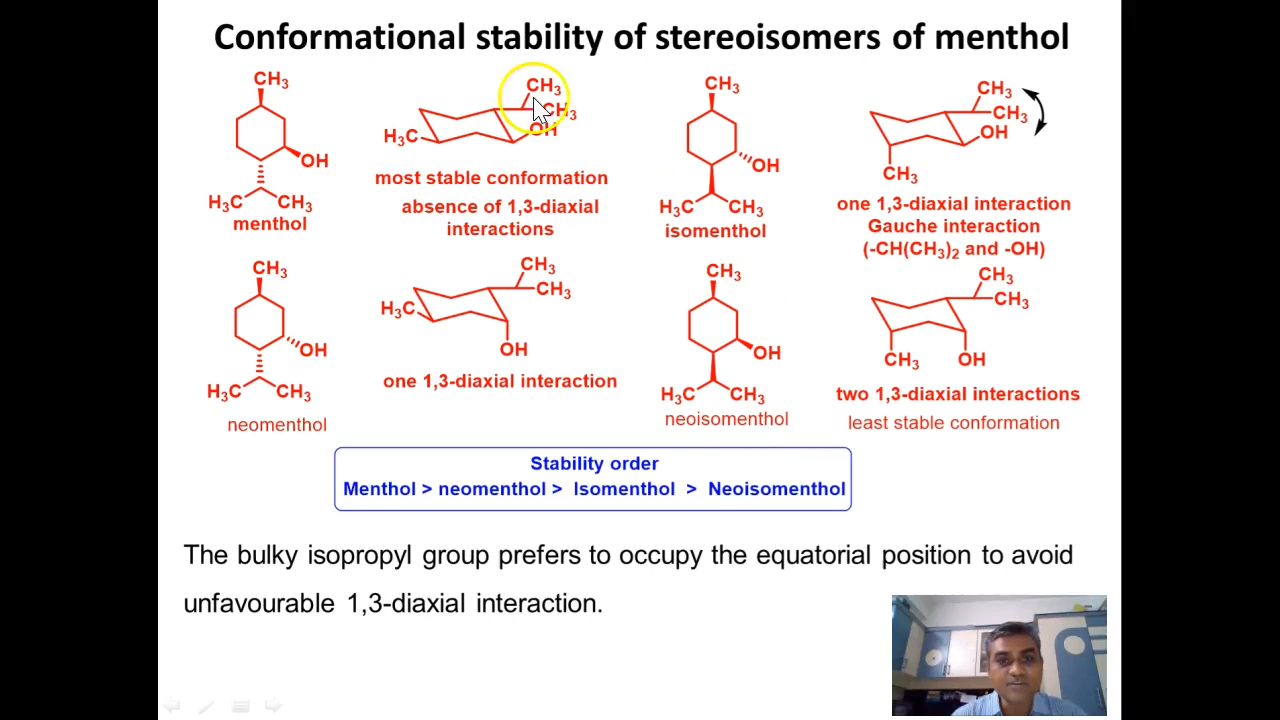 Conformational stability of stereoisomers of menthol
CH₃
OH
H₃C CH₃
menthol
CH₃
CH₃
OH
H₃C
most stable conformation
absence of 1,3-diaxial
interactions
CH₃
OH
H₃C CH₃
isomenthol
CH₃
CH₃
OH
CH₃
one 1,3-diaxial interaction
Gauche interaction
(-CH(CH₃)₂ and -OH)
CH₃
OH
H₃C CH₃
neomenthol
CH₃
CH₃
H₃C
OH
one 1,3-diaxial interaction
CH₃
OH
H₃C CH₃
neoisomenthol
CH₃
CH₃
CH₃ OH
two 1,3-diaxial interactions
least stable conformation
Stability order
Menthol > neomenthol > Isomenthol > Neoisomenthol
The bulky isopropyl group prefers to occupy the equatorial position to avoid
unfavourable 1,3-diaxial interaction.